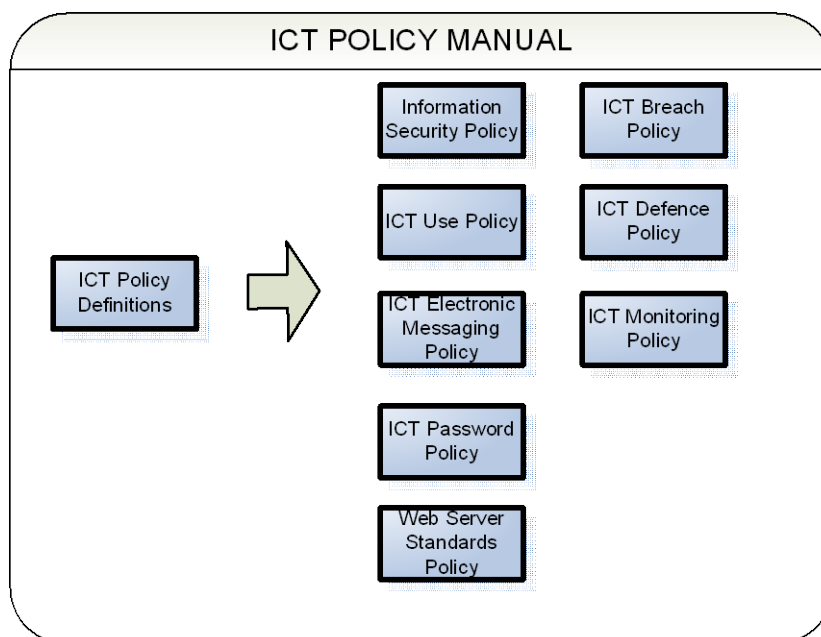 ICT POLICY MANUAL
ICT Policy
Definitions
Information
Security Policy
ICT Use Policy
ICT Electronic
Messaging
Policy
ICT Password
Policy
Web Server
Standards
Policy
ICT Breach
Policy
ICT Defence
Policy
ICT Monitoring
Policy